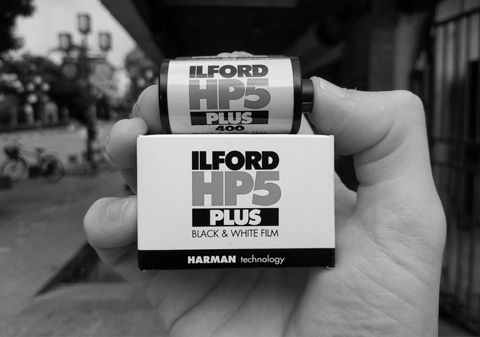 ILFORD
HP5
PLUS
400
ILFORD
HP5
PLUS
BLACK & WHITE FILM
HARMAN technology